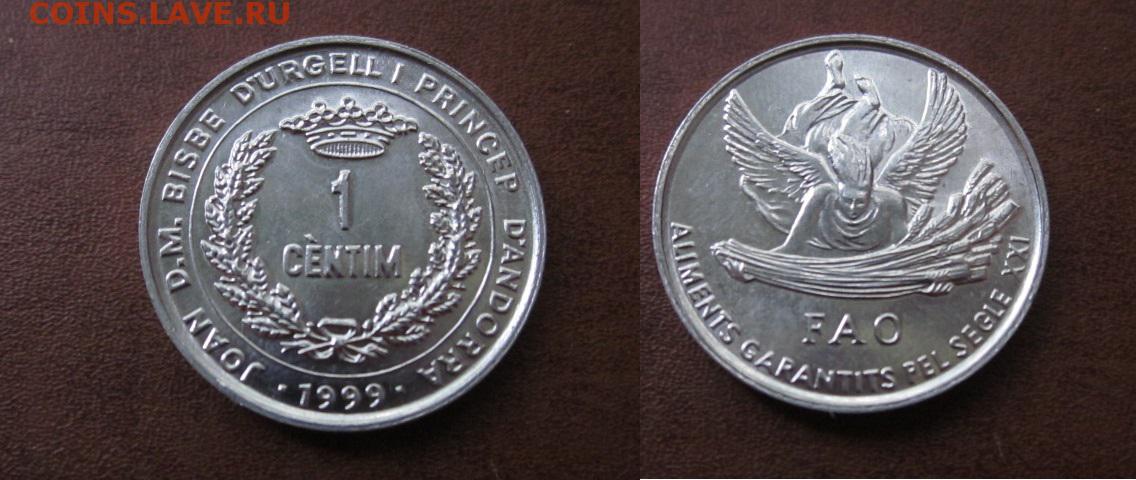 COINS.LAVE.RU
JOAN D.M. BISBE D'URGELL I PRINCEP D'ANDORRA
1
CÈNTIM
· 1999 ·
ALIMENTS GARANTITS PEL SEGLE XXI
FAO